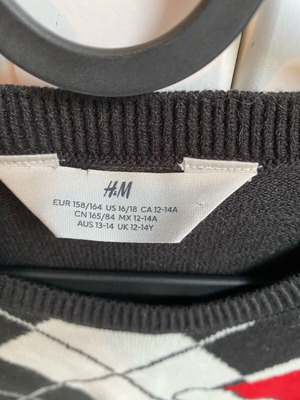 H&M
EUR 158/164 US 16/18 CA 12-14A
CN 165/84 MX 12-14A
AUS 13-14 UK 12-14Y